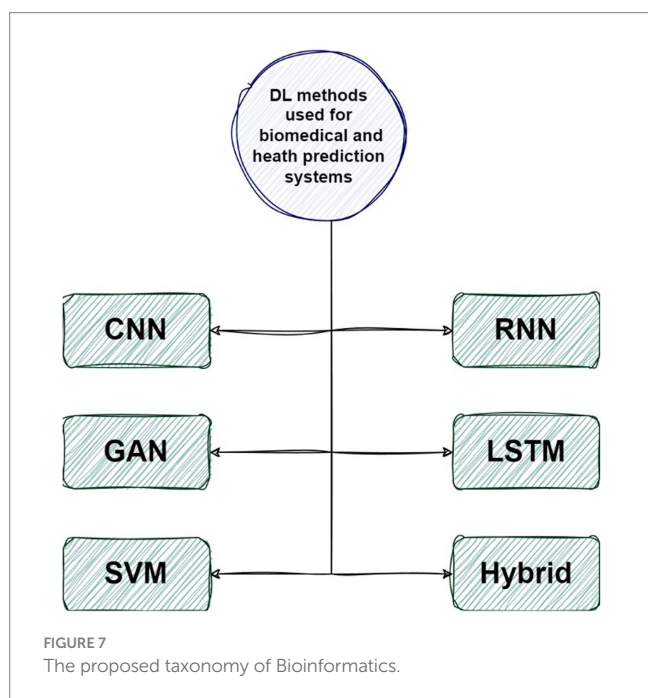 DL methods
used for
biomedical and
heath prediction
systems
CNN
RNN
GAN
LSTM
SVM
Hybrid
FIGURE 7
The proposed taxonomy of Bioinformatics.